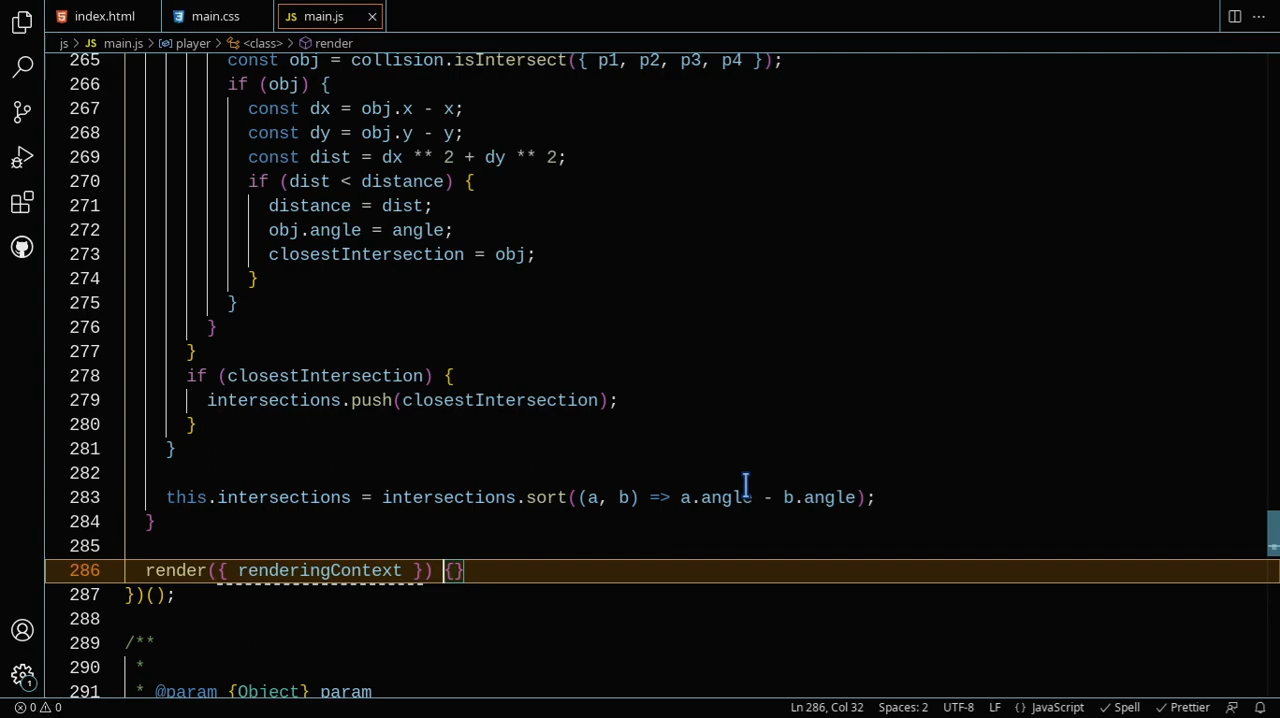 index.html
main.css
JS main.js
js > JS main.js > player > <class> > render
265 const obj = collision.isIntersect({ p1, p2, p3, p4 });
266 if (obj) {
267 const dx = obj.x - x;
268 const dy = obj.y - y;
269 const dist = dx ** 2 + dy ** 2;
270 if (dist < distance) {
271 distance = dist;
272 obj.angle = angle;
273 closestIntersection = obj;
274 }
275 }
276 }
277 }
278 if (closestIntersection) {
279 intersections.push(closestIntersection);
280 }
281 }
282
283 this.intersections = intersections.sort((a, b) => a.angle - b.angle);
284 }
285
286 render({ renderingContext }) {}
287 })();
288
289 /**
290 *
291 * @param {Object} param
1
0 0 Ln 286, Col 32 Spaces: 2 UTF-8 LF {} JavaScript Spell Prettier